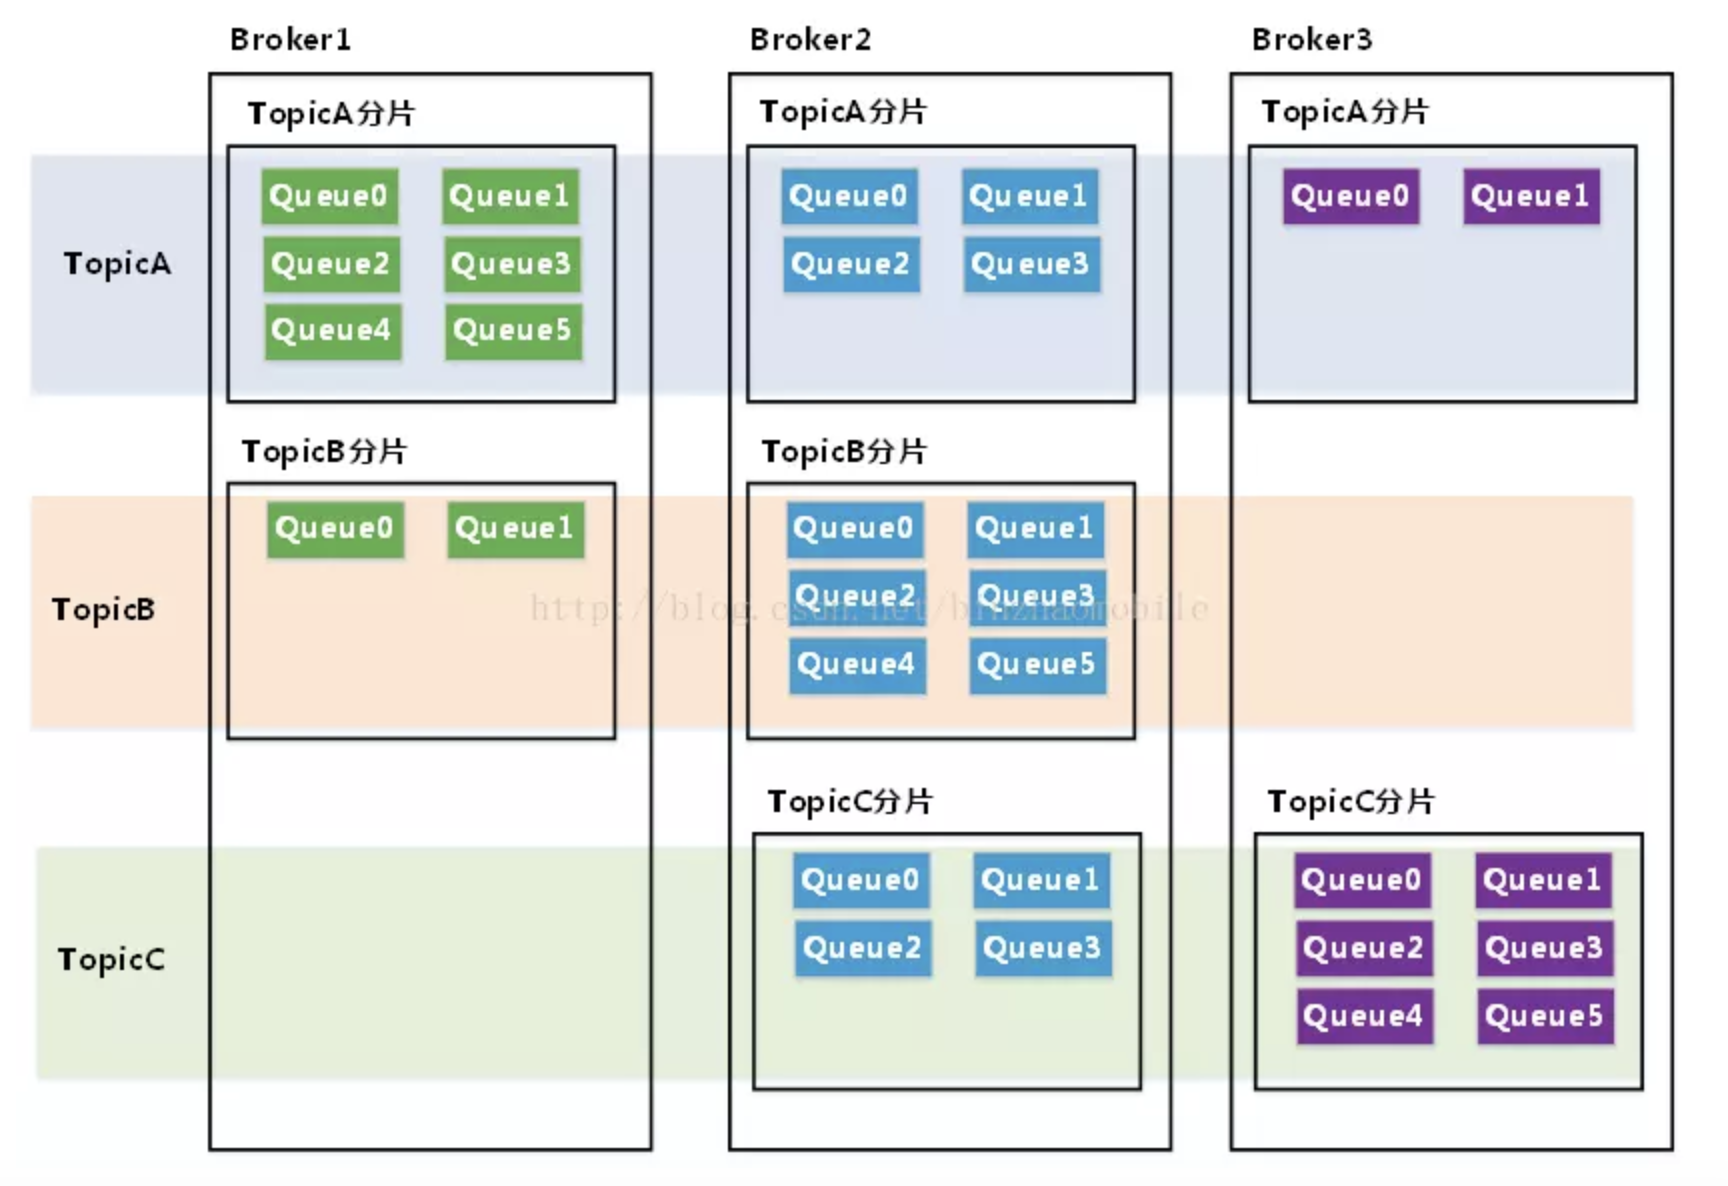 Broker1 Broker2 Broker3
TopicA分片 TopicA分片 TopicA分片
Queue0 Queue1 Queue0 Queue1 Queue0 Queue1
TopicA Queue2 Queue3 Queue2 Queue3
Queue4 Queue5
TopicB分片 TopicB分片
Queue0 Queue1 Queue0 Queue1
Queue2 Queue3
TopicB http://blog.csdn.net/binzhaomobile
Queue4 Queue5
TopicC分片 TopicC分片
Queue0 Queue1 Queue0 Queue1
TopicC Queue2 Queue3 Queue2 Queue3
Queue4 Queue5